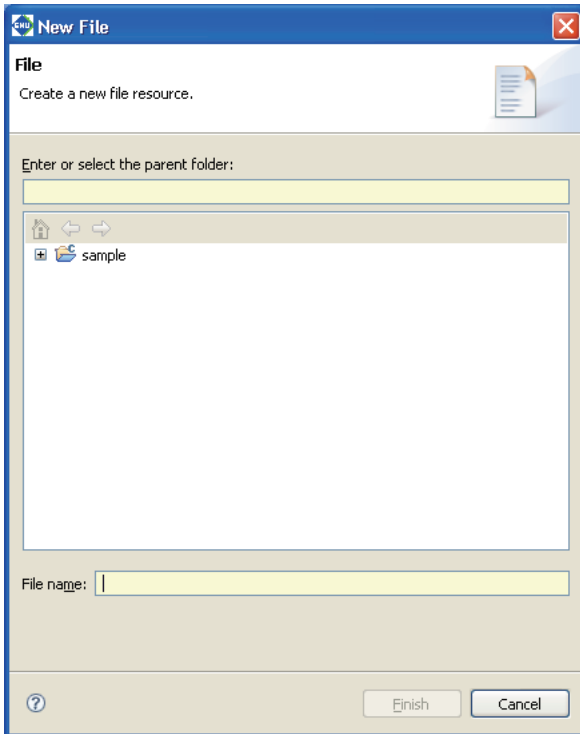 New File
File
Create a new file resource.
Enter or select the parent folder:
sample
File name:
Finish
Cancel